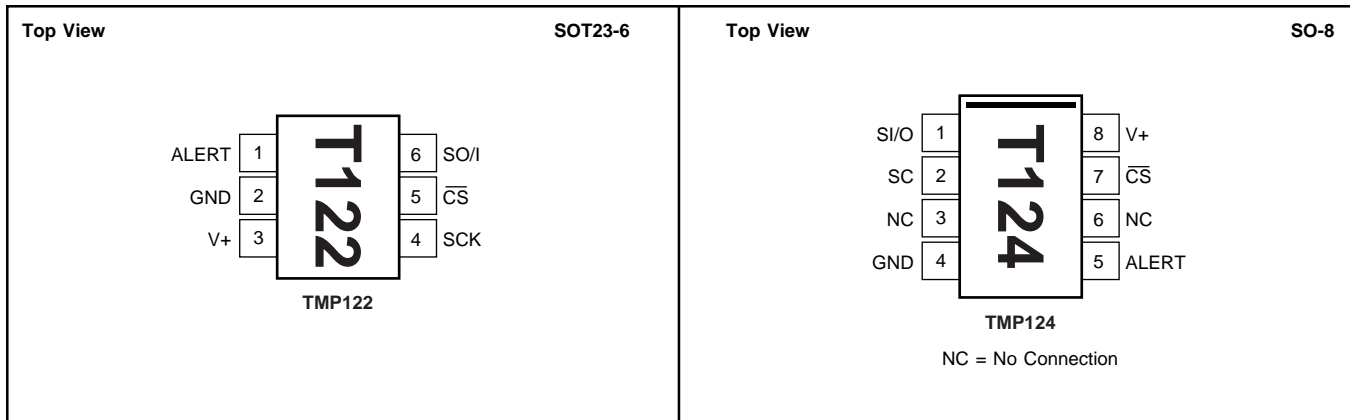 Top View SOT23-6
ALERT 1 6 SO/I
GND 2 5 C̅S̅
V+ 3 4 SCK
T122
TMP122
Top View SO-8
SI/O 1 8 V+
SC 2 7 C̅S̅
NC 3 6 NC
GND 4 5 ALERT
T124
TMP124
NC = No Connection